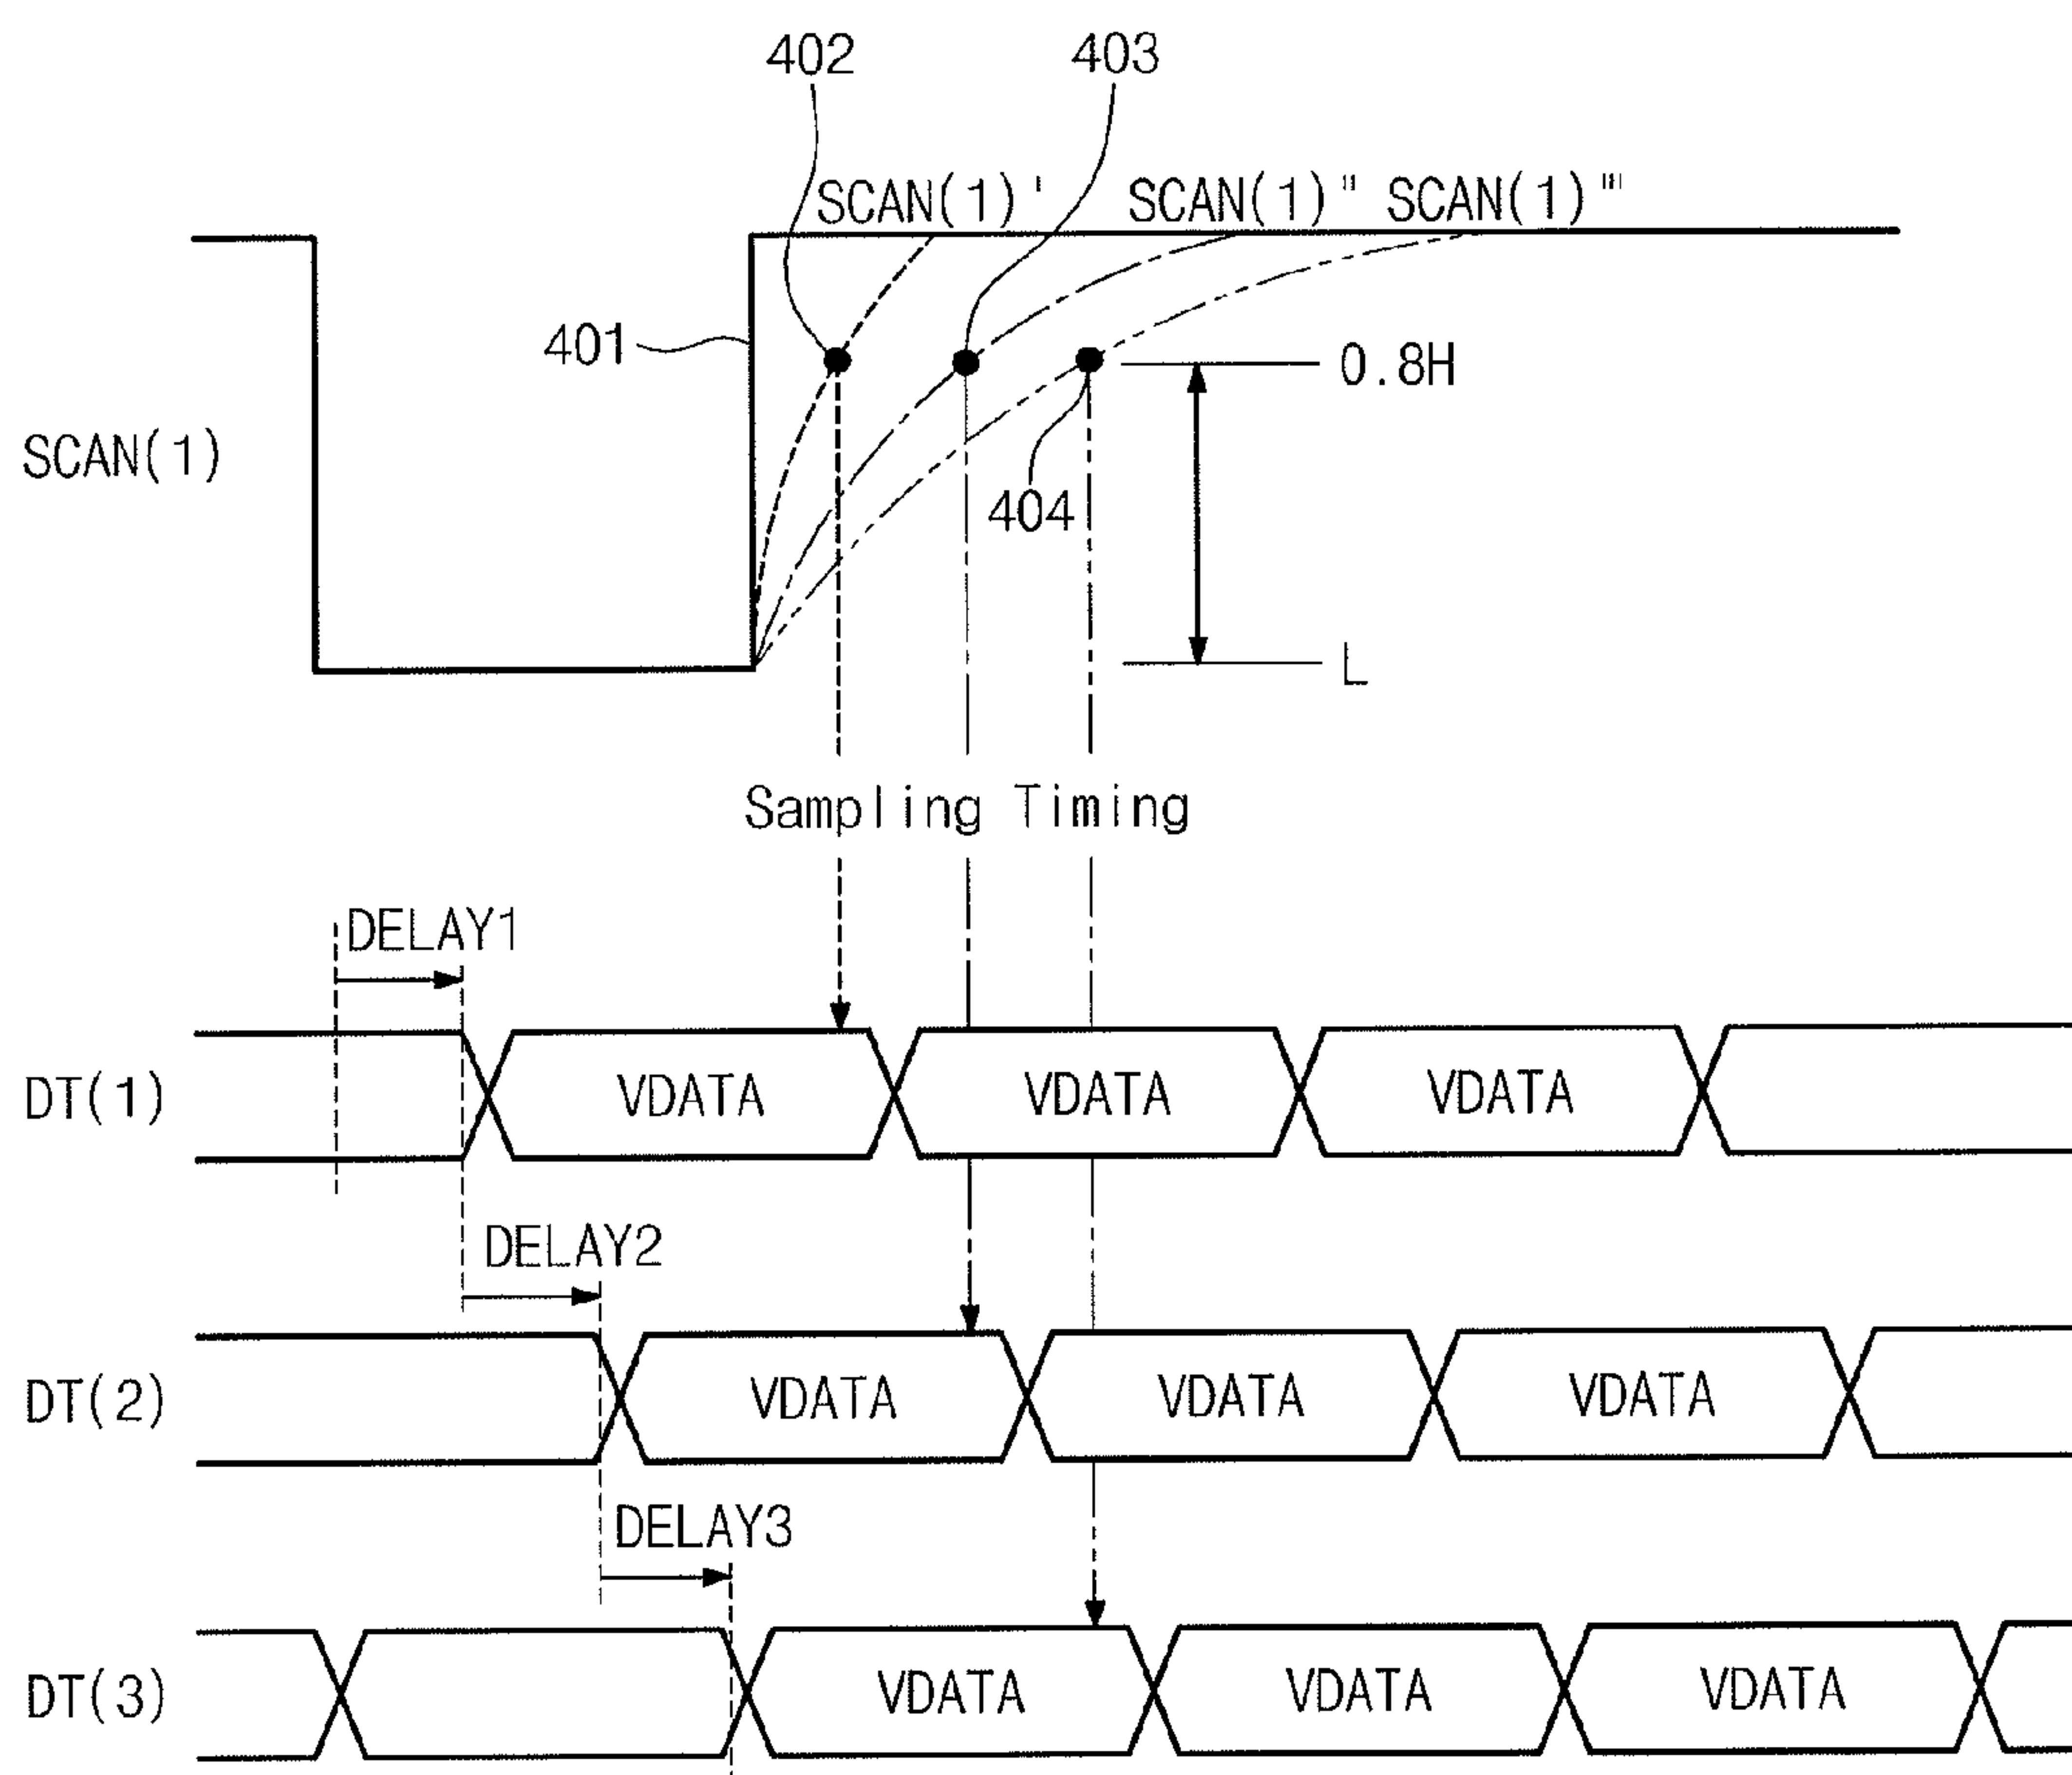 402 403
SCAN(1)' SCAN(1)" SCAN(1)"'
401
0.8H
SCAN(1)
404
L
Sampling Timing
DELAY1
DT(1) VDATA VDATA VDATA
DELAY2
DT(2) VDATA VDATA VDATA
DELAY3
DT(3) VDATA VDATA VDATA